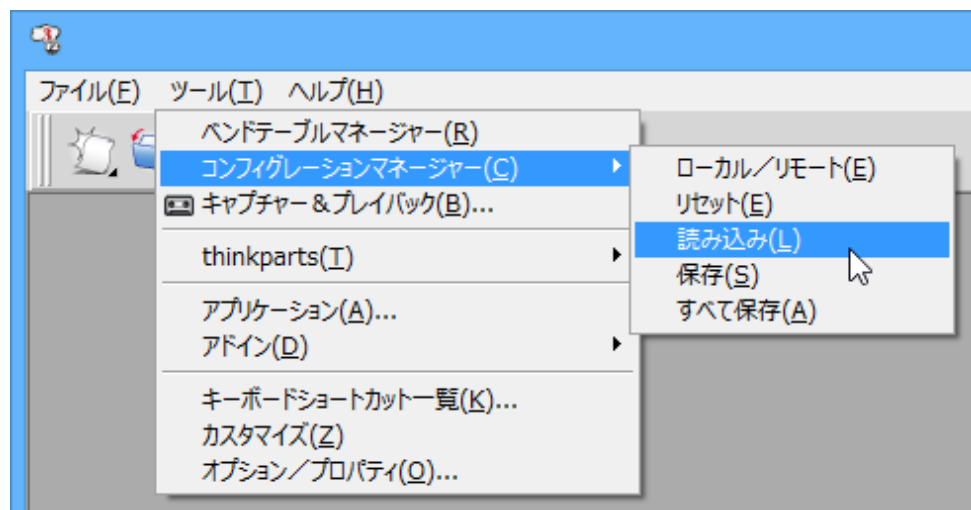 ファイル(F) ツール(T) ヘルプ(H)
ベンドテーブルマネージャー(R)
コンフィグレーションマネージャー(C)
キャプチャー＆プレイバック(B)...
thinkparts(T)
アプリケーション(A)...
アドイン(D)
キーボードショートカット一覧(K)...
カスタマイズ(Z)
オプション／プロパティ(O)...
ローカル／リモート(E)
リセット(E)
読み込み(L)
保存(S)
すべて保存(A)